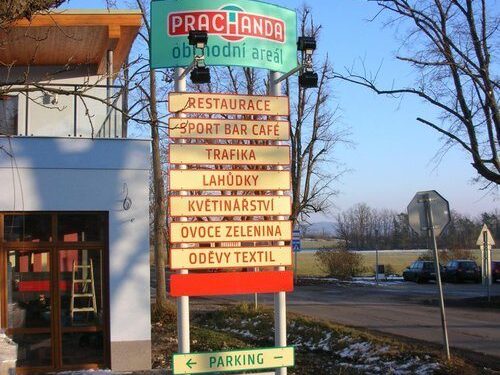 PRACHANDA
obchodní areál
RESTAURACE
SPORT BAR CAFÉ
TRAFIKA
LAHŮDKY
KVĚTINÁŘSTVÍ
OVOCE ZELENINA
ODĚVY TEXTIL
← PARKING –